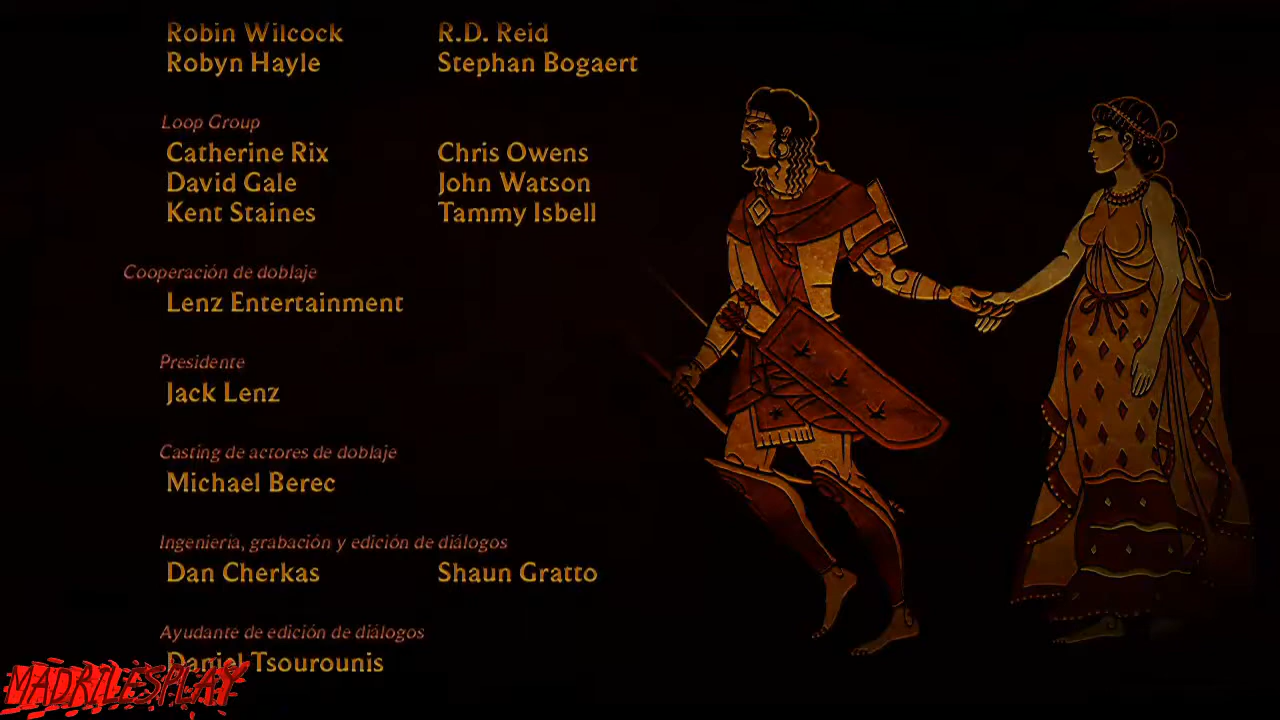 Robin Wilcock R.D. Reid
Robyn Hayle Stephan Bogaert
Loop Group
Catherine Rix Chris Owens
David Gale John Watson
Kent Staines Tammy Isbell
Cooperación de doblaje
Lenz Entertainment
Presidente
Jack Lenz
Casting de actores de doblaje
Michael Berec
Ingeniería, grabación y edición de diálogos
Dan Cherkas Shaun Gratto
Ayudante de edición de diálogos
Daniel Tsourounis
MADRILESPLAY